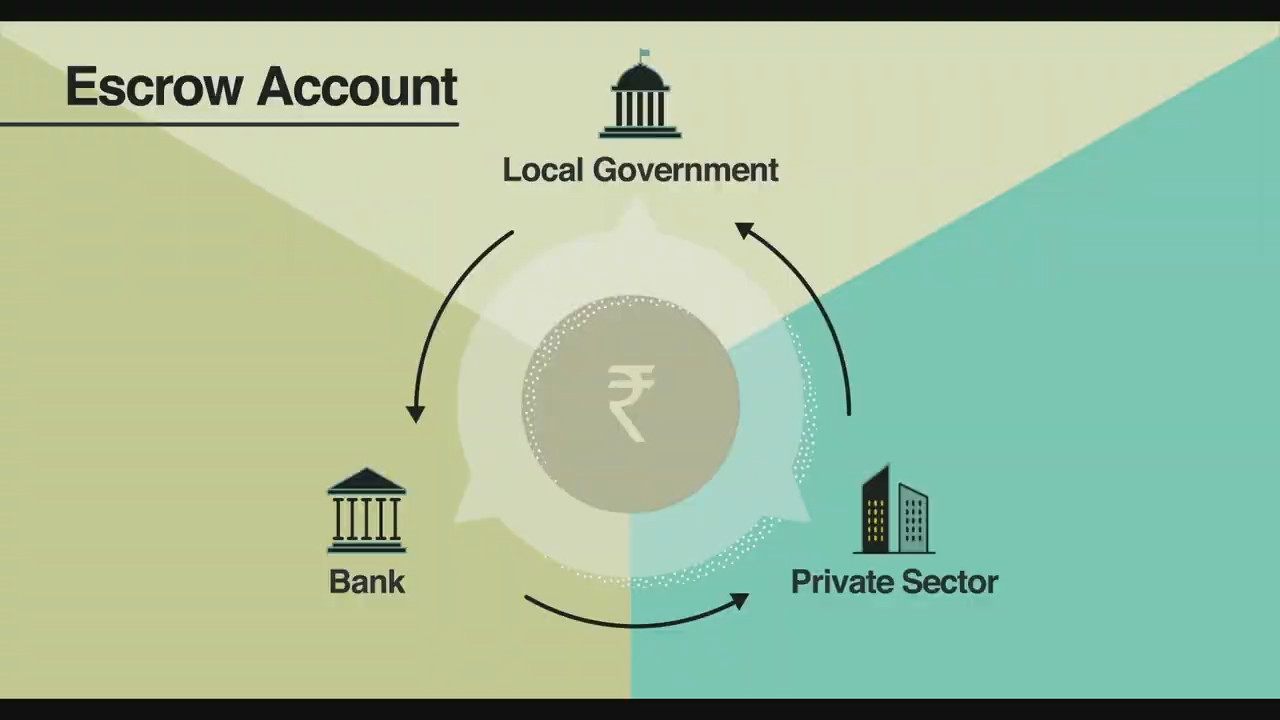 Escrow Account
Local Government
₹
Bank
Private Sector